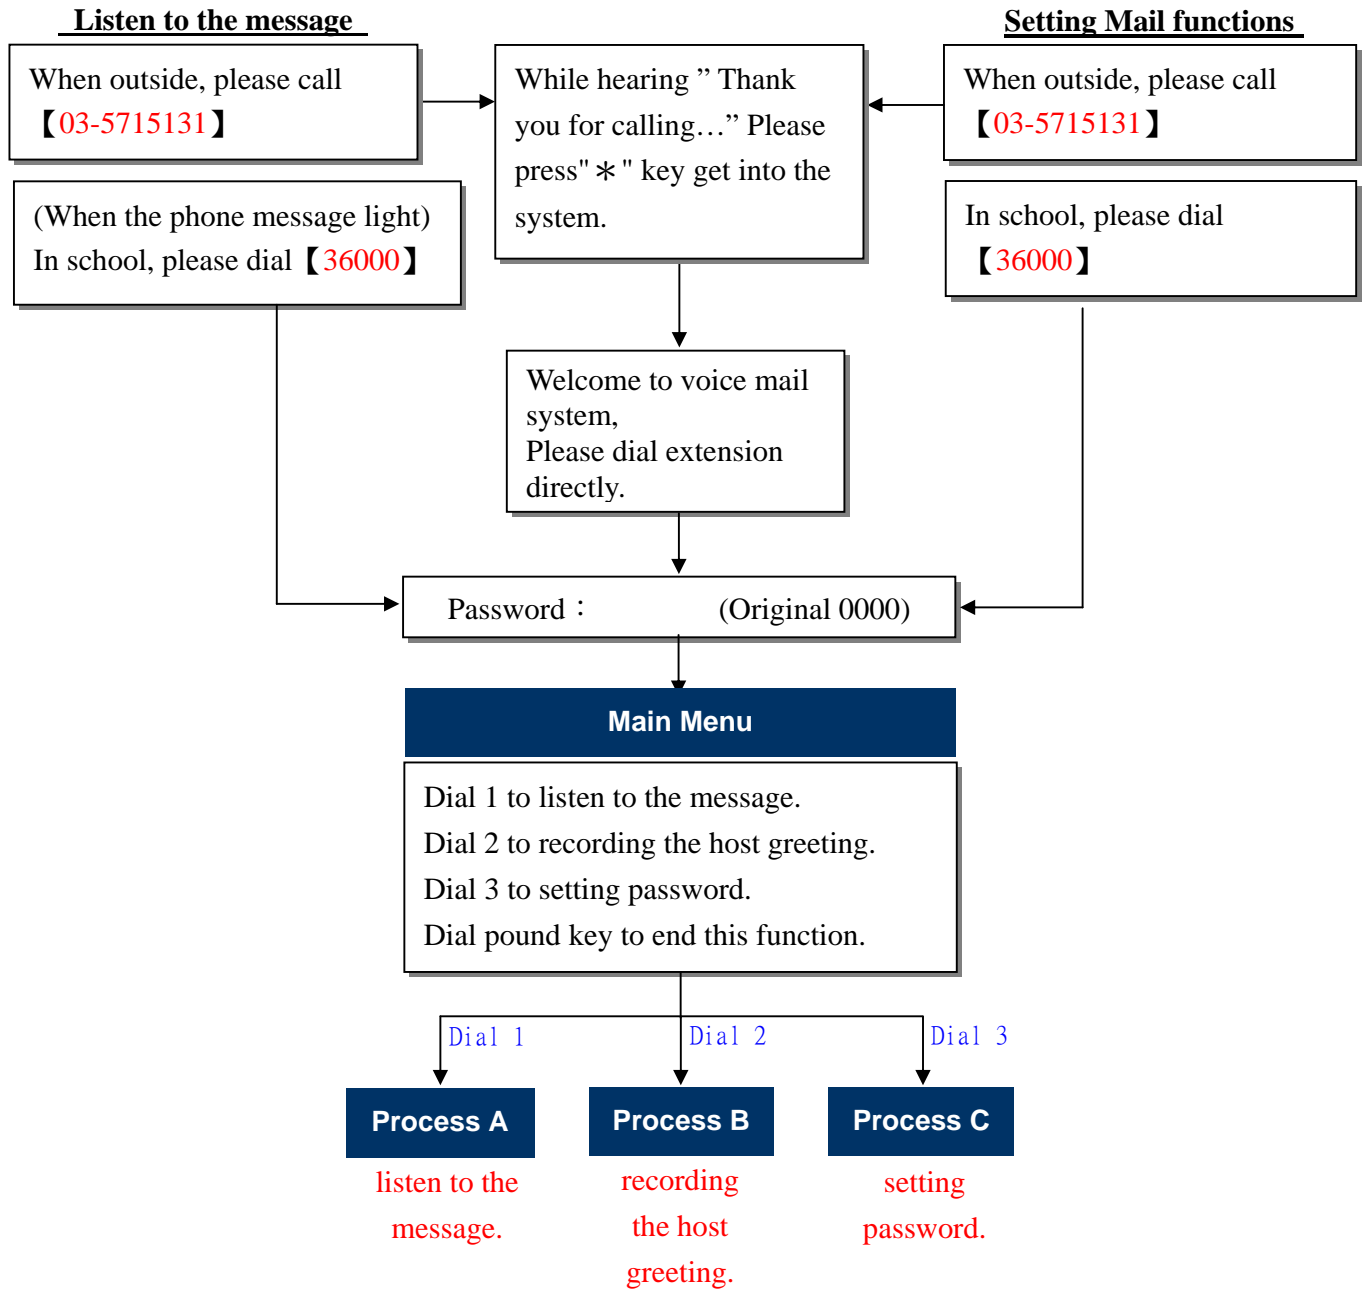 Listen to the message
When outside, please call
【03-5715131】
(When the phone message light)
In school, please dial【36000】
While hearing ” Thank
you for calling…” Please
press"＊" key get into the
system.
Setting Mail functions
When outside, please call
【03-5715131】
In school, please dial
【36000】
Welcome to voice mail
system,
Please dial extension
directly.
Password： (Original 0000)
Main Menu
Dial 1 to listen to the message.
Dial 2 to recording the host greeting.
Dial 3 to setting password.
Dial pound key to end this function.
Dial 1
Dial 2
Dial 3
Process A
listen to the
message.
Process B
recording
the host
greeting.
Process C
setting
password.